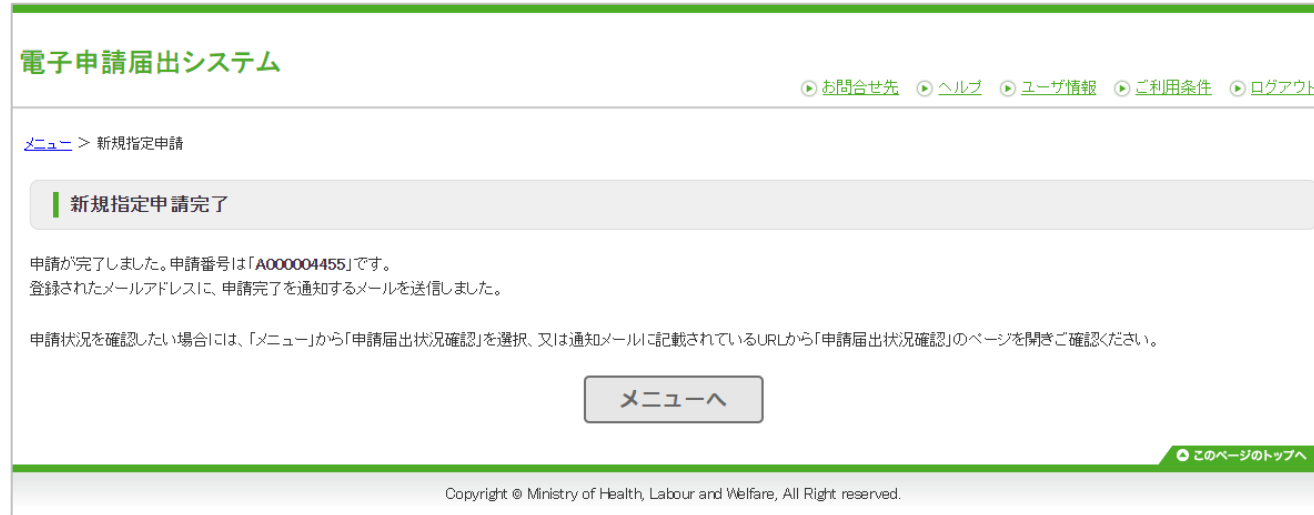 電子申請届出システム
お問合せ先 ヘルプ ユーザ情報 ご利用条件 ログアウト
メニュー > 新規指定申請
新規指定申請完了
申請が完了しました。申請番号は「A000004455」です。
登録されたメールアドレスに、申請完了を通知するメールを送信しました。
申請状況を確認したい場合には、「メニュー」から「申請届出状況確認」を選択、又は通知メールに記載されているURLから「申請届出状況確認」のページを開きご確認ください。
メニューへ
このページのトップへ
Copyright © Ministry of Health, Labour and Welfare, All Right reserved.